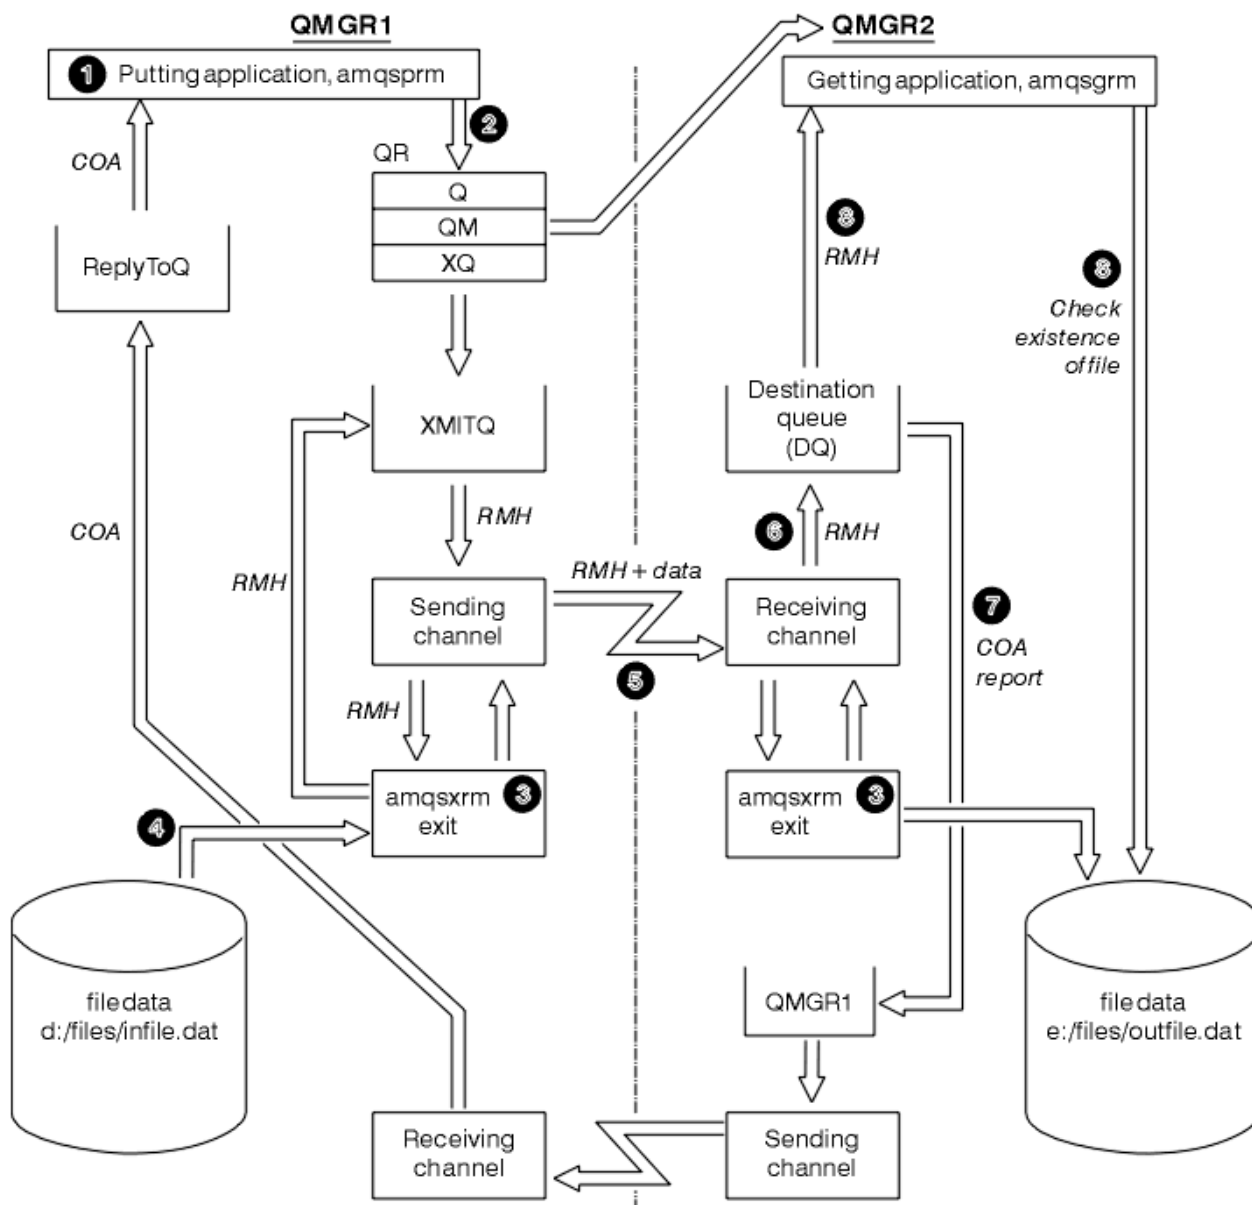 QMGR1
QMGR2
1 Putting application, amqsprm
Getting application, amqsgrm
2
COA
QR
Q
QM
XQ
ReplyToQ
8
RMH
8
Check
existence
of file
XMITQ
Destination
queue
(DQ)
COA
RMH
RMH
6 RMH
RMH + data
Sending
channel
Receiving
channel
7
COA
report
5
RMH
amqsxrm
exit
3
amqsxrm
exit
3
4
file data
d:/files/infile.dat
QMGR1
file data
e:/files/outfile.dat
Receiving
channel
Sending
channel